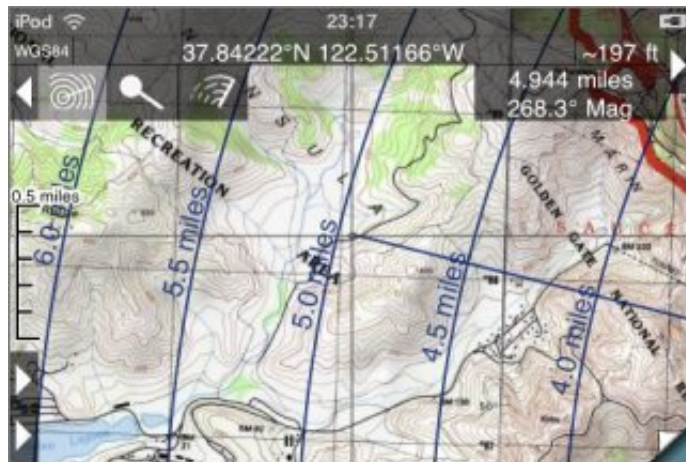 iPod 23:17
WGS84 37.84222°N 122.51166°W ~197 ft
4.944 miles
268.3° Mag
0.5 miles
RECREATION
AREA
GOLDEN GATE
NATIONAL
MARIN
6.0 miles
5.5 miles
5.0 miles
4.5 miles
4.0 miles